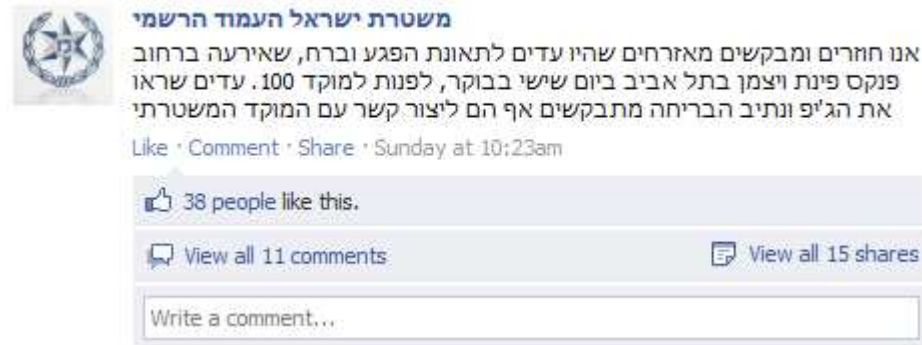 משטרת ישראל העמוד הרשמי
אנו חוזרים ומבקשים מאזרחים שהיו עדים לתאונת הפגע וברח, שאירעה ברחוב
פנקס פינת ויצמן בתל אביב ביום שישי בבוקר, לפנות למוקד 100. עדים שראו
את הג'יפ ונתיב הבריחה מתבקשים אף הם ליצור קשר עם המוקד המשטרתי
Like · Comment · Share · Sunday at 10:23am
38 people like this.
View all 11 comments View all 15 shares
Write a comment...